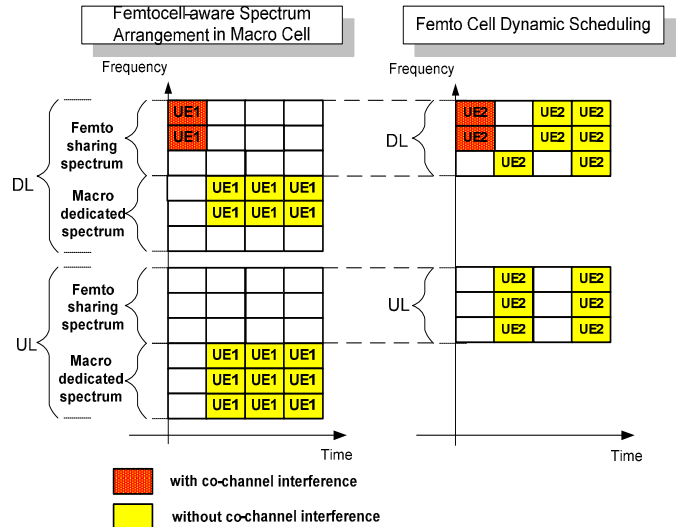 Femtocell-aware Spectrum
Arrangement in Macro Cell
Femto Cell Dynamic Scheduling
Frequency
Frequency
DL
Femto
sharing
spectrum
Macro
dedicated
spectrum
UE1
UE1
UE1 UE1 UE1
UE1 UE1 UE1
DL
UE2 UE2 UE2
UE2 UE2 UE2
UE2 UE2
UL
Femto
sharing
spectrum
Macro
dedicated
spectrum
UE1 UE1 UE1
UE1 UE1 UE1
UE1 UE1 UE1
UL
UE2 UE2
UE2 UE2
UE2 UE2
Time
Time
with co-channel interference
without co-channel interference